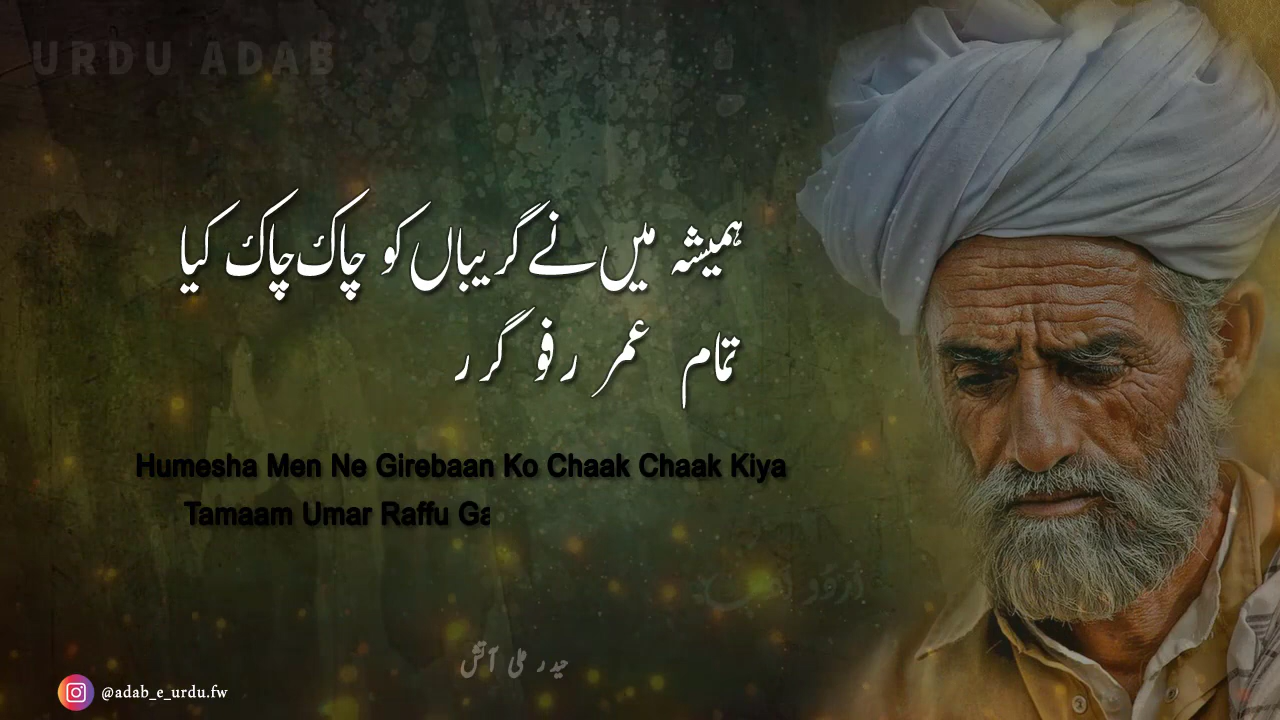 URDU ADAB
ہمیشہ میں نے گریباں کو چاک چاک کیا
تمام عمر رفو گر ر
Humesha Men Ne Girebaan Ko Chaak Chaak Kiya
Tamaam Umar Raffu Ga
حیدر علی آتش
@adab_e_urdu.fw